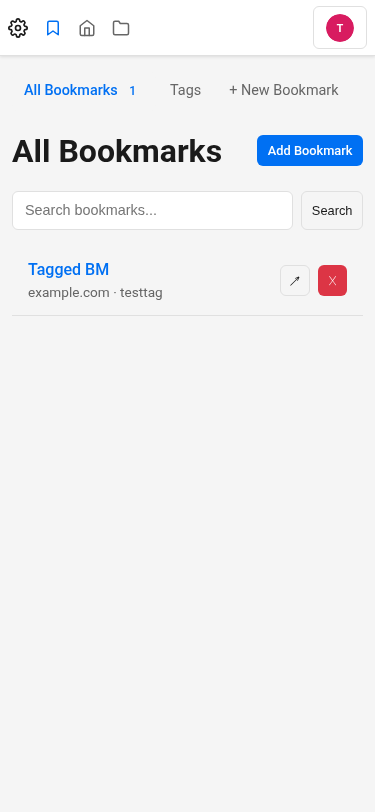 T
All Bookmarks 1 Tags + New Bookmark
All Bookmarks Add Bookmark
Search bookmarks... Search
Tagged BM
example.com · testtag
X